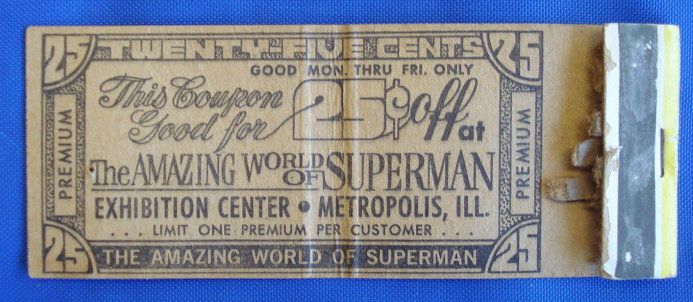 25 TWENTY-FIVE CENTS 25
GOOD MON. THRU FRI. ONLY
This Coupon
Good for 25¢ off at
PREMIUM
The AMAZING WORLD OF SUPERMAN
PREMIUM
EXHIBITION CENTER • METROPOLIS, ILL.
. . . LIMIT ONE PREMIUM PER CUSTOMER . . .
25 THE AMAZING WORLD OF SUPERMAN 25